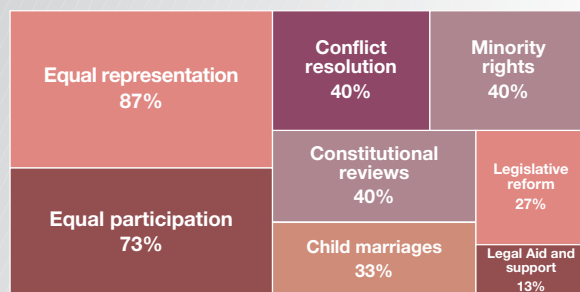 Equal representation
87%
Equal participation
73%
Conflict
resolution
40%
Minority
rights
40%
Constitutional
reviews
40%
Child marriages
33%
Legislative
reform
27%
Legal Aid and
support
13%